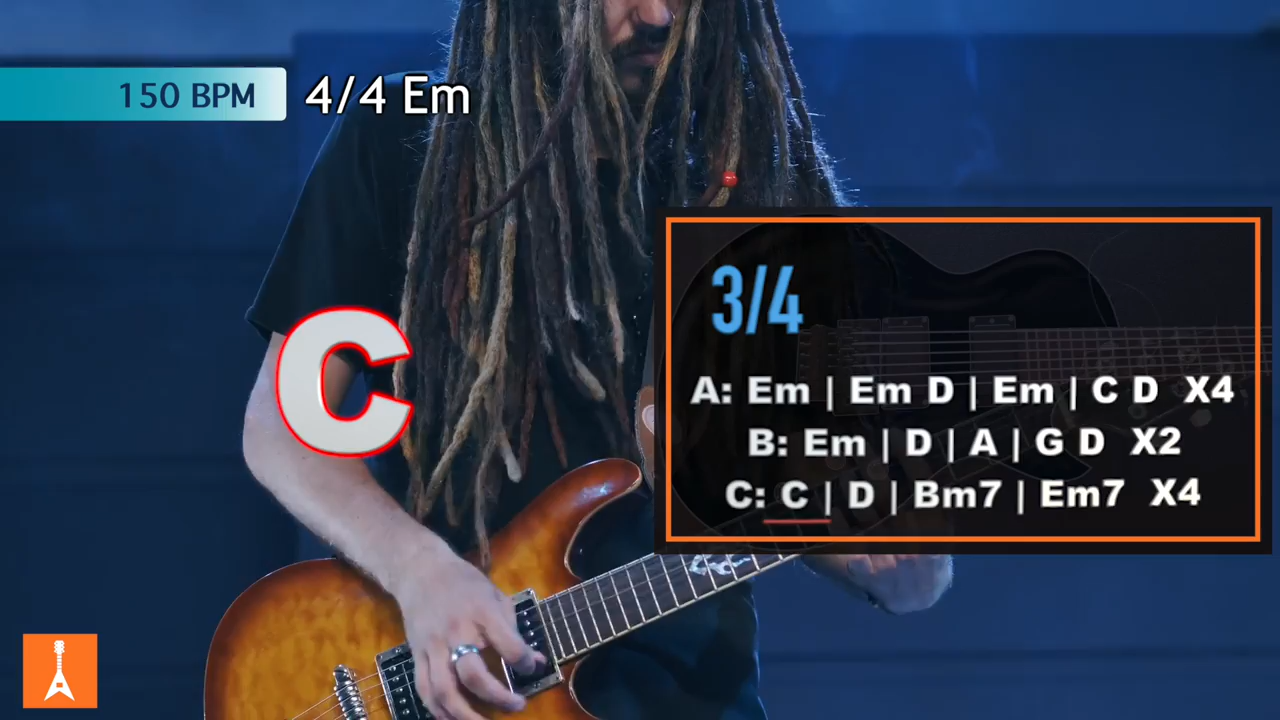 150 BPM 4/4 Em
3/4
C
A: Em | Em D | Em | C D X4
B: Em | D | A | G D X2
C: C | D | Bm7 | Em7 X4